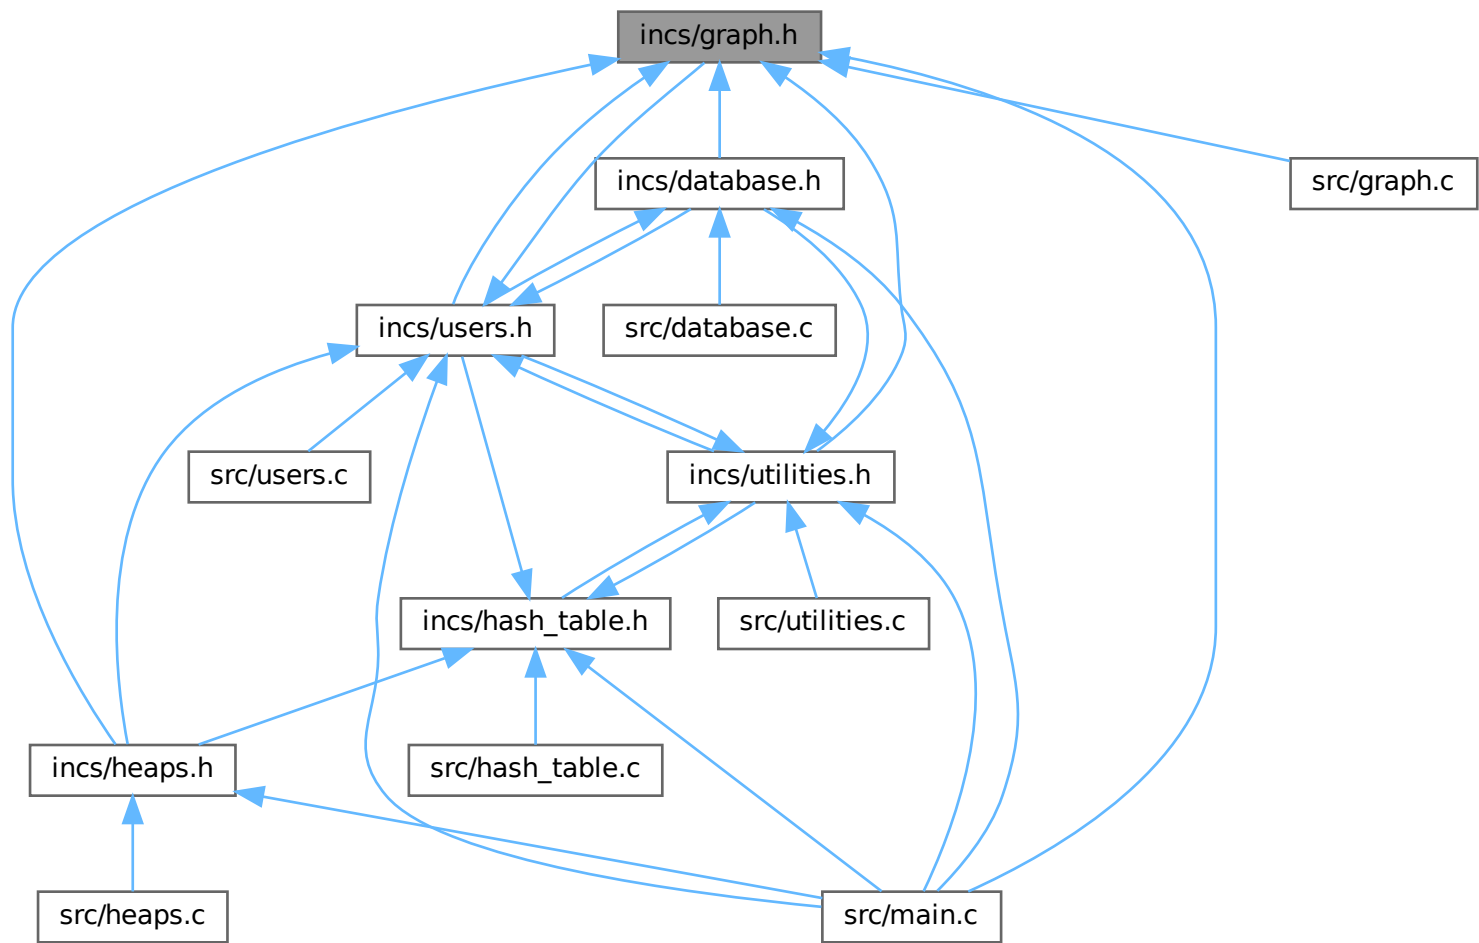 incs/graph.h
incs/database.h
src/graph.c
incs/users.h
src/database.c
src/users.c
incs/utilities.h
incs/hash_table.h
src/utilities.c
incs/heaps.h
src/hash_table.c
src/heaps.c
src/main.c